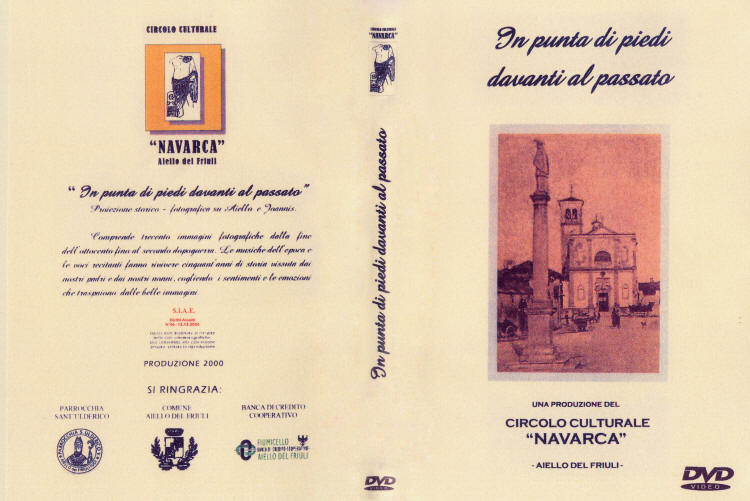 CIRCOLO CULTURALE
"NAVARCA"
Aiello del Friuli
"In punta di piedi davanti al passato"
Proiezione storico - fotografica su Aiello e Joannis.
Comprende trecento immagini fotografiche dalla fine
dell'ottocento fino al secondo dopoguerra. Le musiche dell'epoca e
le voci recitanti fanno rivivere cinquant'anni di storia vissuta dai
nostri padri e dai nostri nonni, cogliendo i sentimenti e le emozioni
che traspaiono dalle belle immagini.
S.I.A.E.
PRODUZIONE 2000
SI RINGRAZIA:
PARROCCHIA
SANT'ULDERICO
COMUNE
AIELLO DEL FRIULI
BANCA DI CREDITO
COOPERATIVO
FIUMICELLO
AIELLO DEL FRIULI
CIRCOLO CULTURALE
"NAVARCA"
In punta di piedi davanti al passato
In punta di piedi
davanti al passato
UNA PRODUZIONE DEL
CIRCOLO CULTURALE
"NAVARCA"
- AIELLO DEL FRIULI -
DVD
VIDEO
DVD
VIDEO